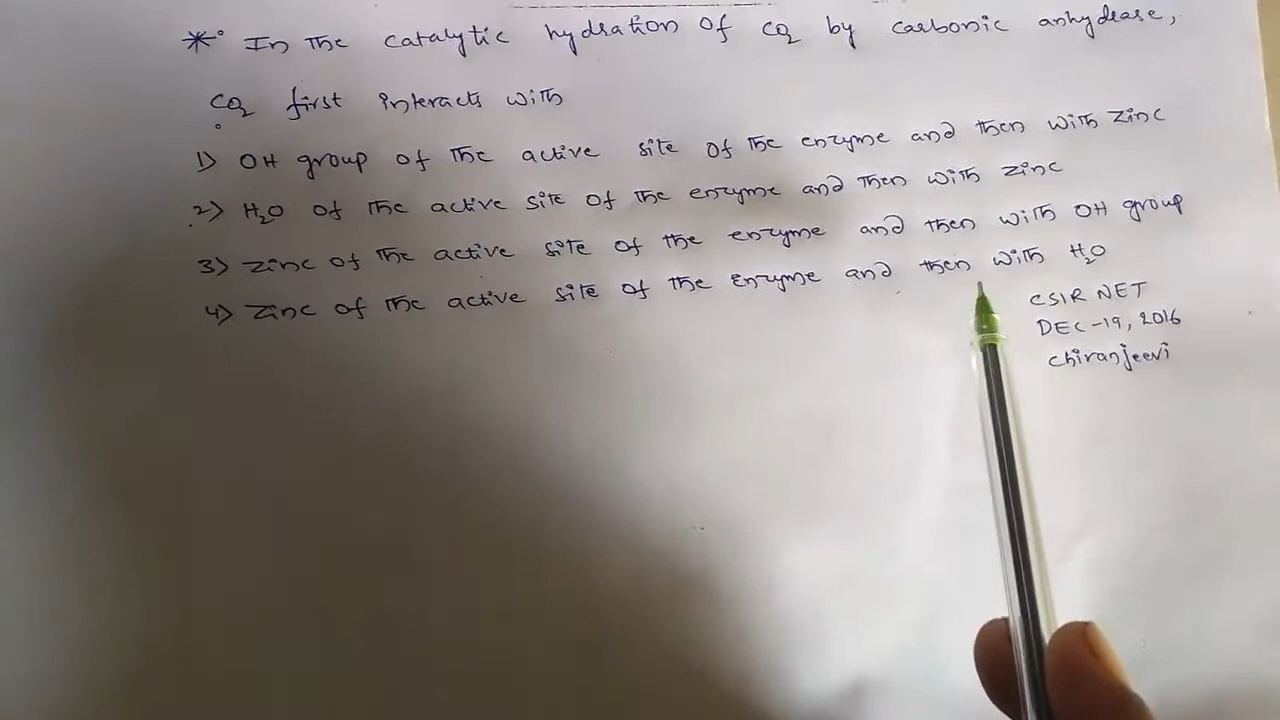 * In the catalytic hydration of CO2 by carbonic anhydrase,
CO2 first interacts with
1) OH group of the active site of the enzyme and then with zinc
2) H2O of the active site of the enzyme and then with zinc
3) zinc of the active site of the enzyme and then with OH group
4) zinc of the active site of the enzyme and then with H2O
CSIR NET
DEC-19, 2016
chiranjeevi